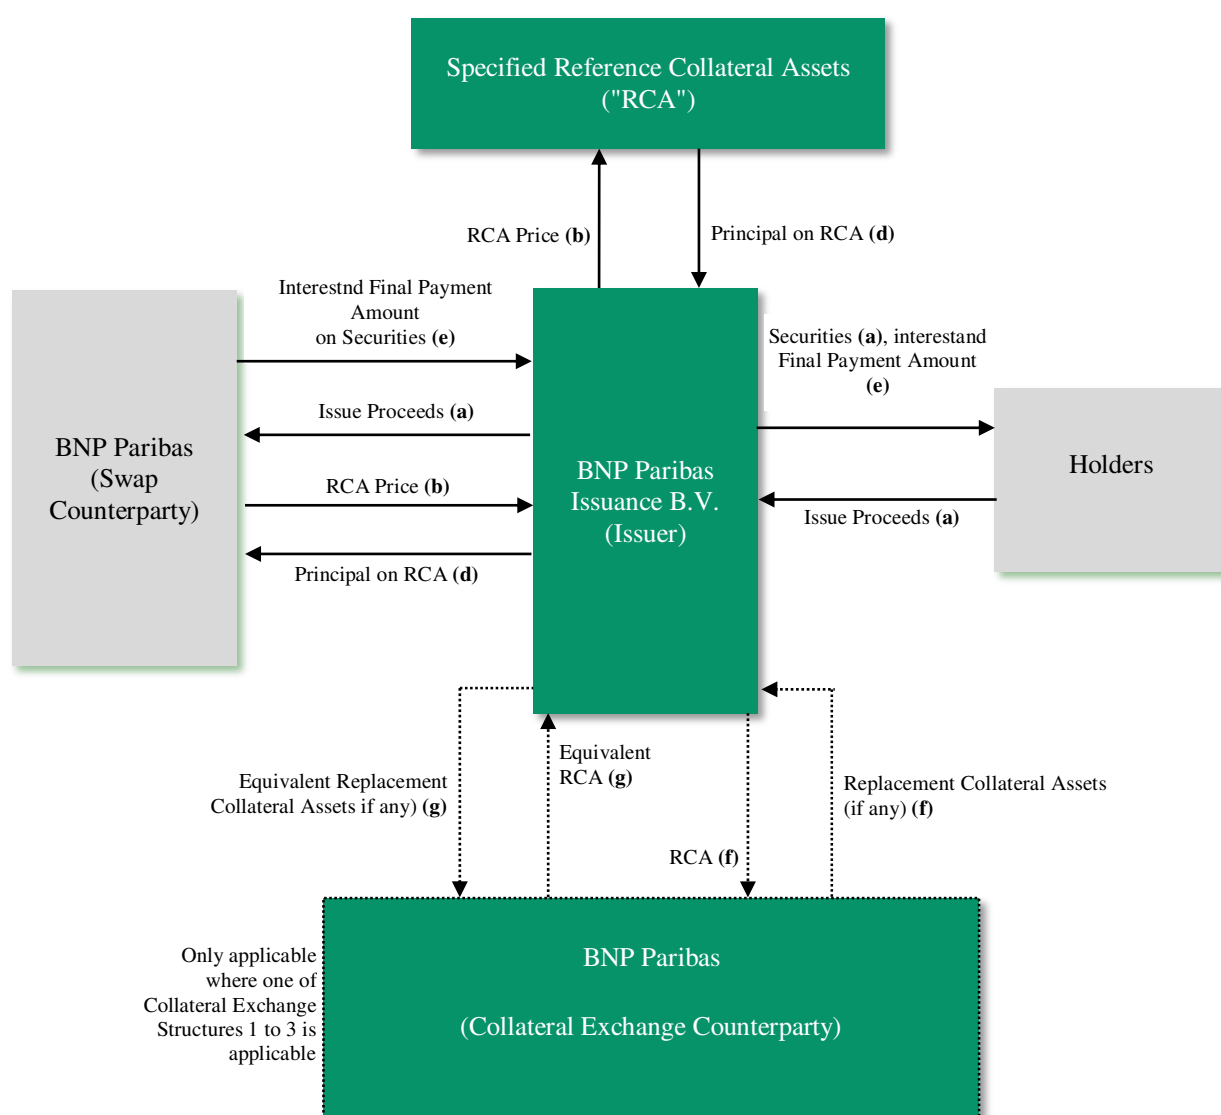 Specified Reference Collateral Assets
("RCA")
RCA Price (b)
Principal on RCA (d)
Interestnd Final Payment
Amount
on Securities (e)
Securities (a), interestand
Final Payment Amount
(e)
Issue Proceeds (a)
BNP Paribas
(Swap
Counterparty)
RCA Price (b)
Principal on RCA (d)
BNP Paribas
Issuance B.V.
(Issuer)
Holders
Issue Proceeds (a)
Equivalent Replacement
Collateral Assets if any) (g)
Equivalent
RCA (g)
RCA (f)
Replacement Collateral Assets
(if any) (f)
Only applicable
where one of
Collateral Exchange
Structures 1 to 3 is
applicable
BNP Paribas
(Collateral Exchange Counterparty)